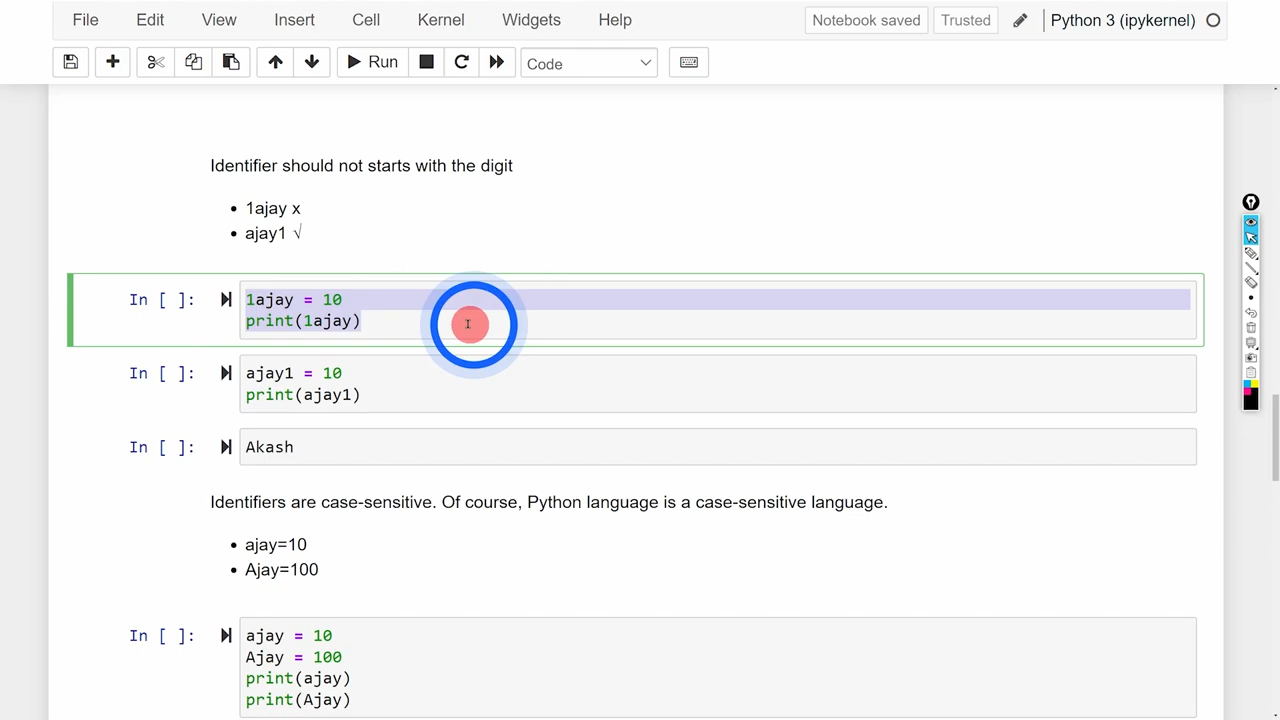 File Edit View Insert Cell Kernel Widgets Help Notebook saved Trusted Python 3 (ipykernel)
Run Code
Identifier should not starts with the digit
• 1ajay x
• ajay1 √
In [ ]: 1ajay = 10
print(1ajay)
In [ ]: ajay1 = 10
print(ajay1)
In [ ]: Akash
Identifiers are case-sensitive. Of course, Python language is a case-sensitive language.
• ajay=10
• Ajay=100
In [ ]: ajay = 10
Ajay = 100
print(ajay)
print(Ajay)